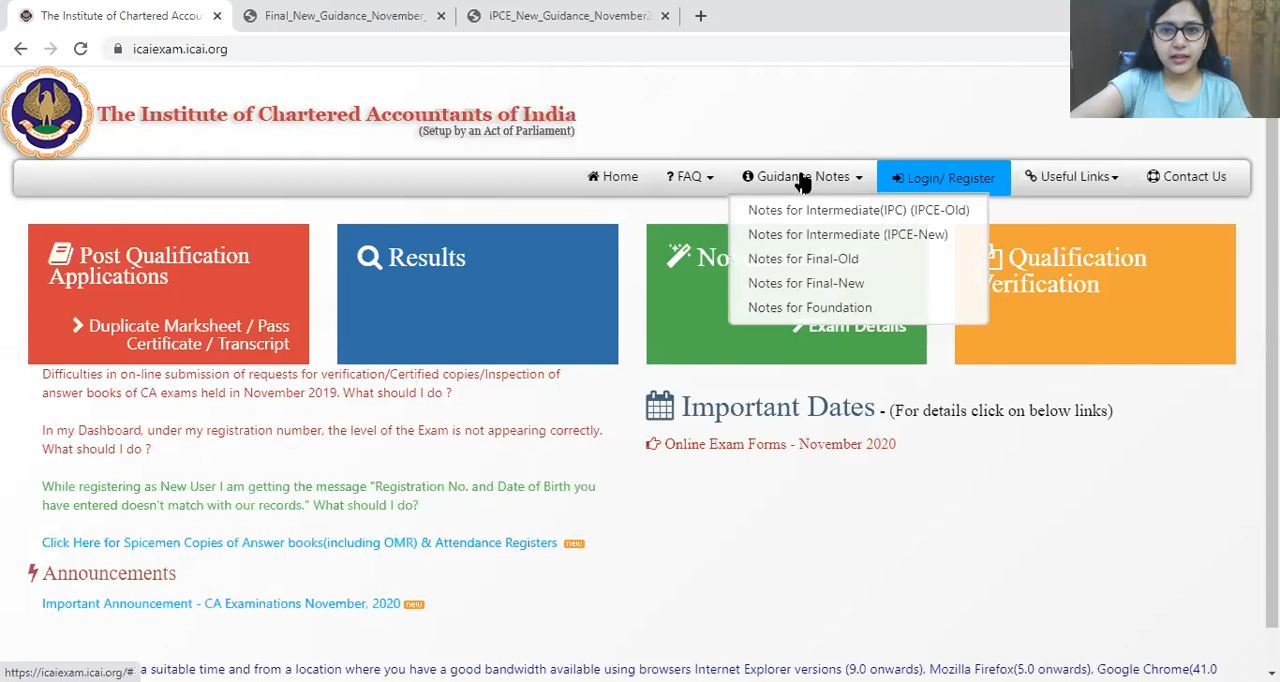 The Institute of Chartered Accou
Final_New_Guidance_November_
IPCE_New_Guidance_November2
icaiexam.icai.org
The Institute of Chartered Accountants of India
(Setup by an Act of Parliament)
Home
? FAQ
Guidance Notes
Login/ Register
Useful Links
Contact Us
Notes for Intermediate(IPC) (IPCE-Old)
Notes for Intermediate (IPCE-New)
Notes for Final-Old
Notes for Final-New
Notes for Foundation
Post Qualification
Applications
Duplicate Marksheet / Pass
Certificate / Transcript
Results
No
Exam Details
Qualification
Verification
Difficulties in on-line submission of requests for verification/Certified copies/Inspection of
answer books of CA exams held in November 2019. What should I do ?
In my Dashboard, under my registration number, the level of the Exam is not appearing correctly.
What should I do ?
While registering as New User I am getting the message "Registration No. and Date of Birth you
have entered doesn't match with our records." What should I do?
Click Here for Spicemen Copies of Answer books(including OMR) & Attendance Registers new
Announcements
Important Announcement - CA Examinations November, 2020 new
Important Dates - (For details click on below links)
Online Exam Forms - November 2020
https://icaiexam.icai.org/#
a suitable time and from a location where you have a good bandwidth available using browsers Internet Explorer versions (9.0 onwards), Mozilla Firefox(5.0 onwards), Google Chrome(41.0